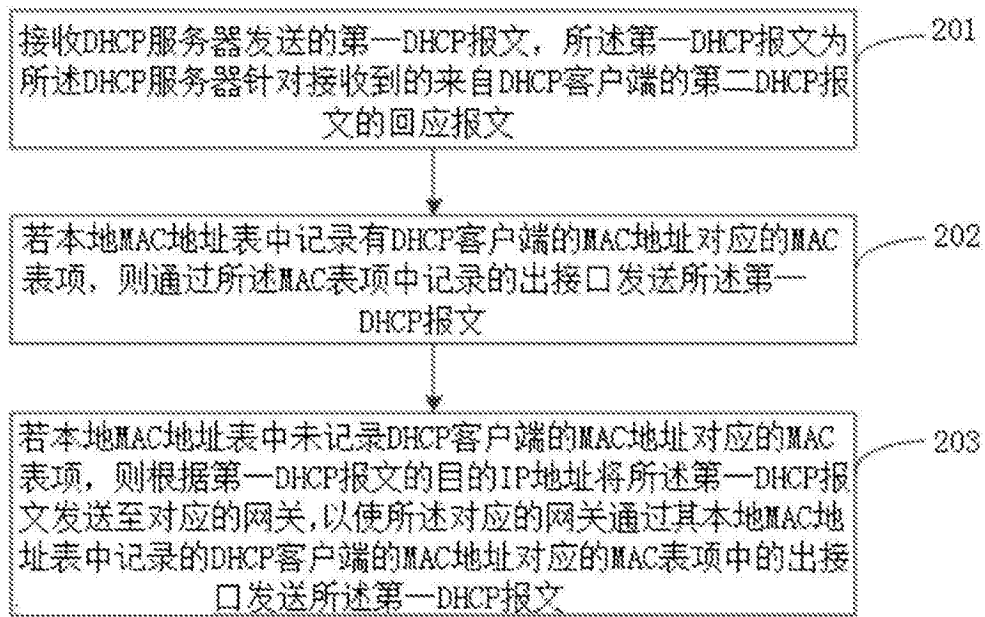 接收DHCP服务器发送的第一DHCP报文，所述第一DHCP报文为
201
所述DHCP服务器针对接收到的来自DHCP客户端的第二DHCP报
文的回应报文
若本地MAC地址表中记录有DHCP客户端的MAC地址对应的MAC
202
表项，则通过所述MAC表项中记录的出接口发送所述第一
DHCP报文
若本地MAC地址表中未记录DHCP客户端的MAC地址对应的MAC
203
表项，则根据第一DHCP报文的目的IP地址将所述第一DHCP报
文发送至对应的网关，以使所述对应的网关通过其本地MAC地
址表中记录的DHCP客户端的MAC地址对应的MAC表项中的出接
口发送所述第一DHCP报文